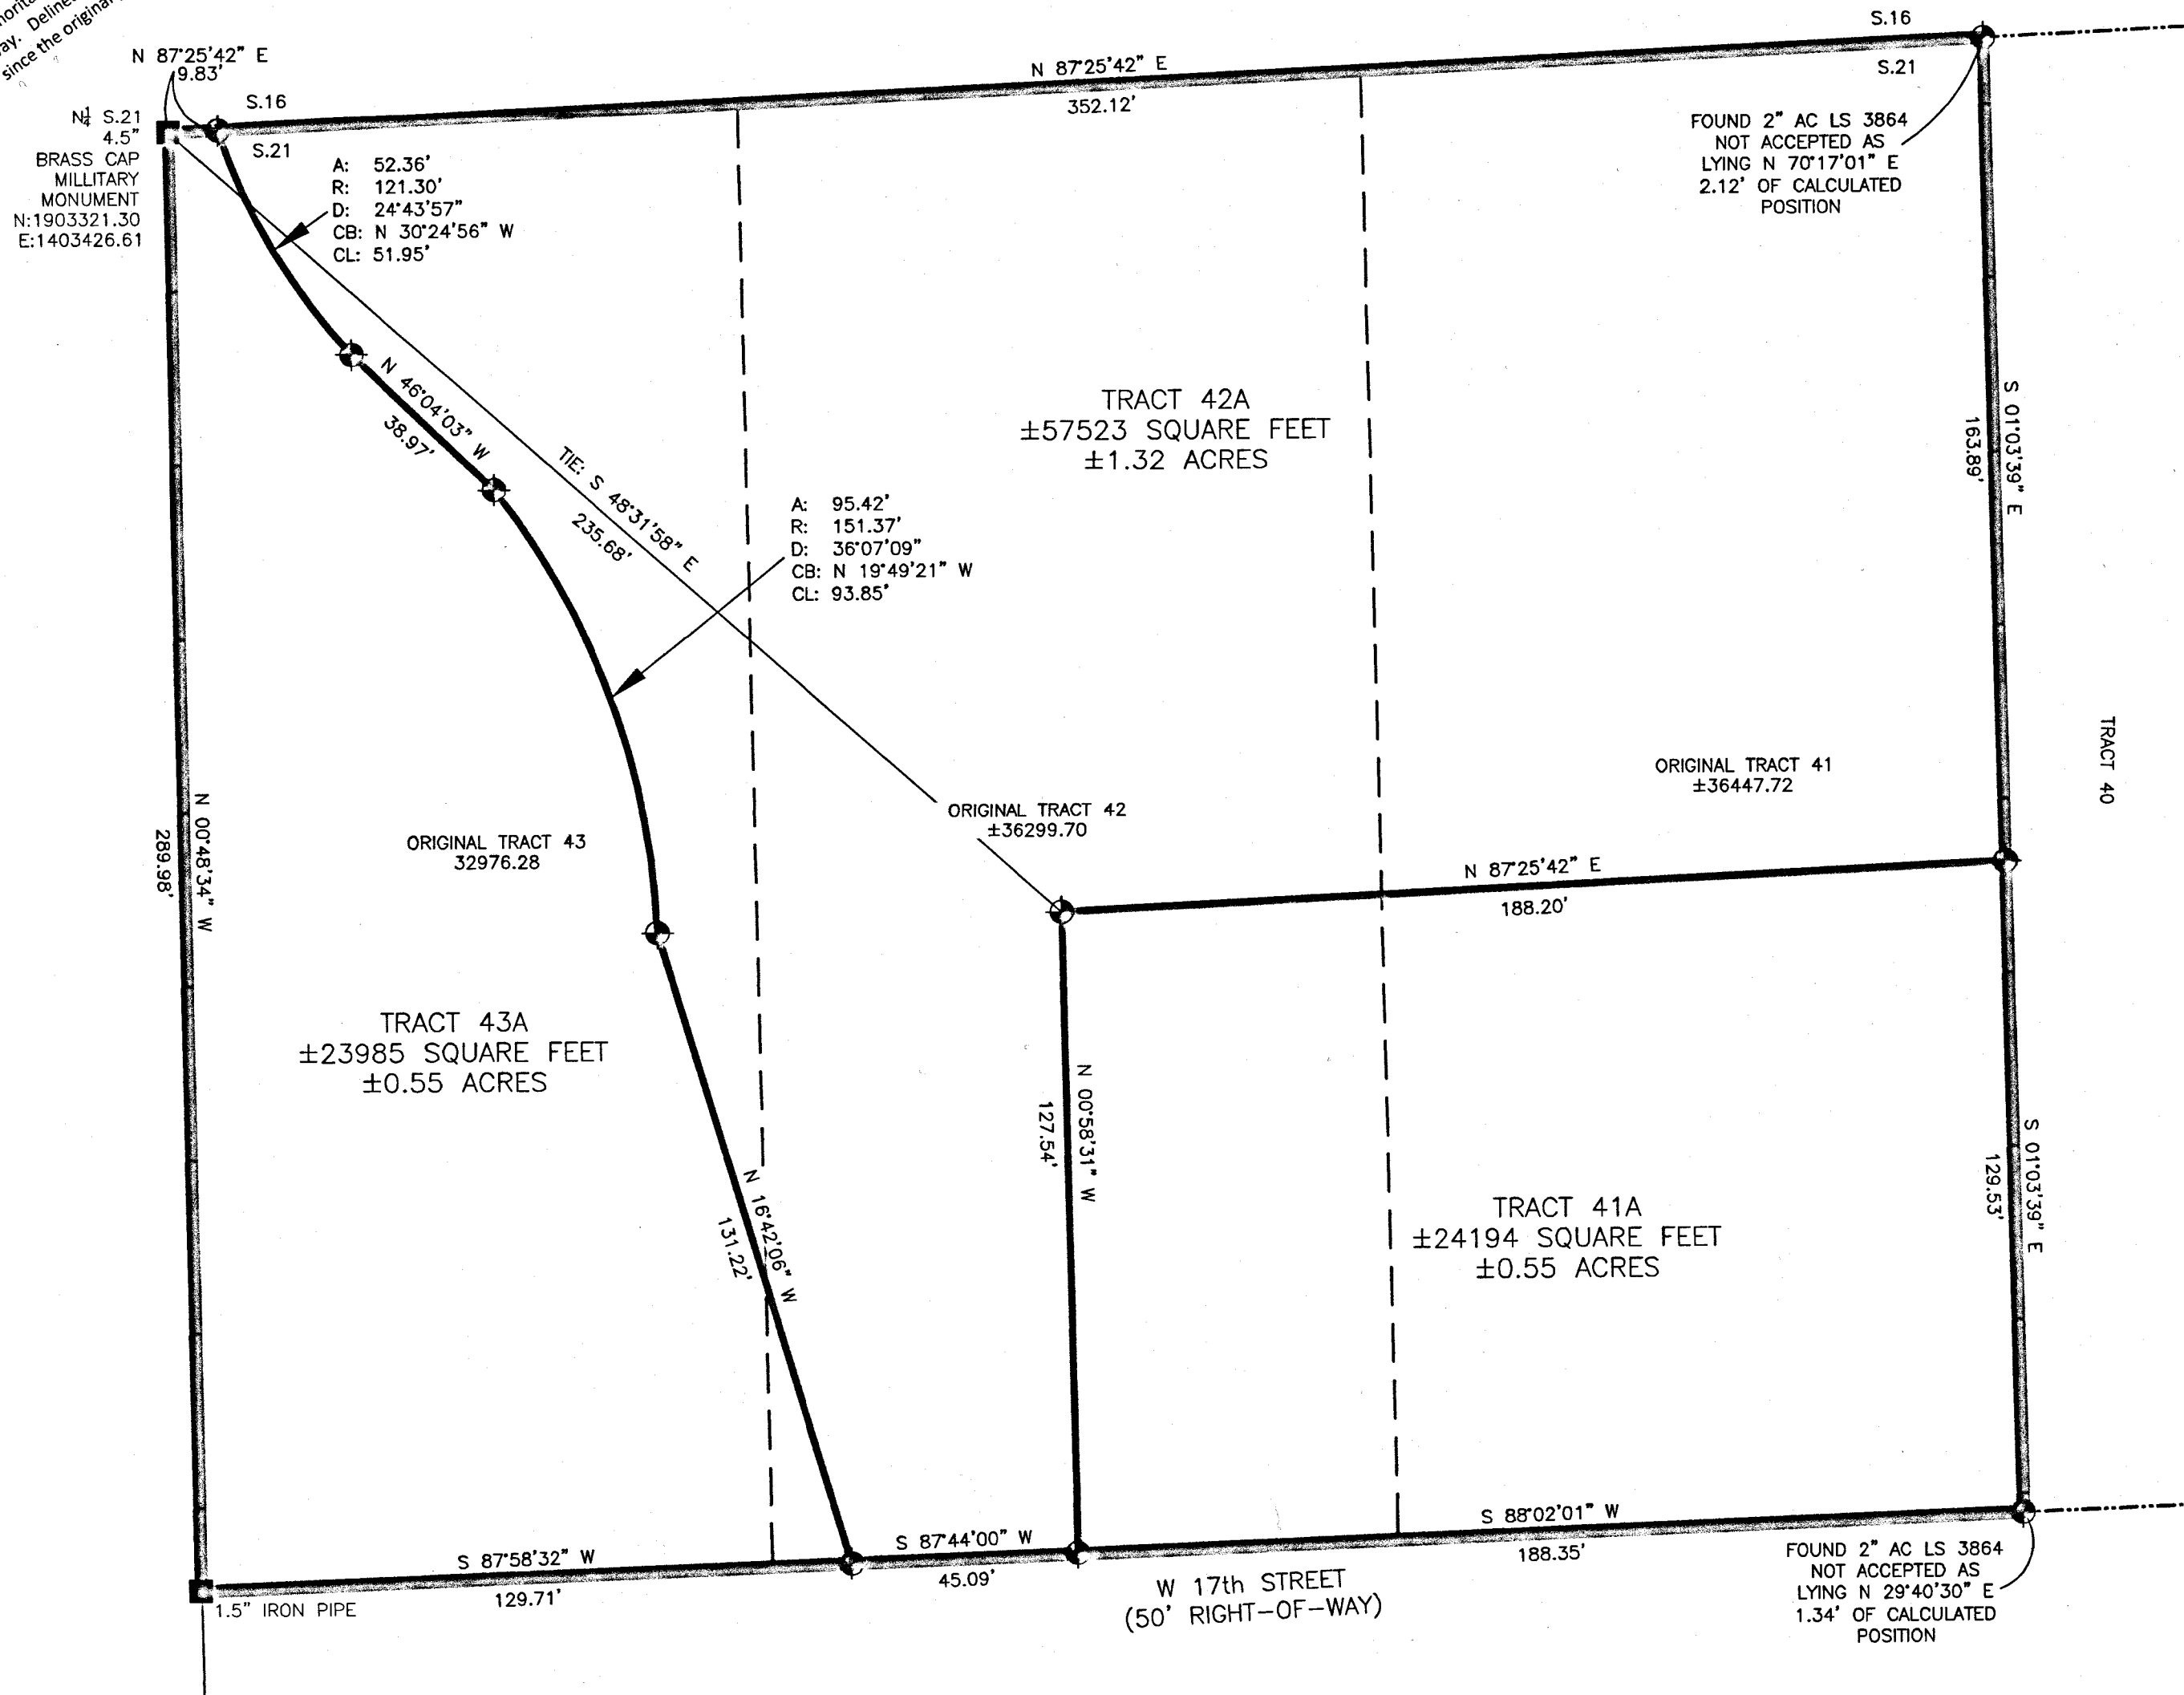 since the original
N 87°25'42" E
9.83'
N¼ S.21
4.5"
BRASS CAP
MILLITARY
MONUMENT
N:1903321.30
E:1403426.61
S.16
S.21
N 87°25'42" E
352.12'
S.16
S.21
FOUND 2" AC LS 3864
NOT ACCEPTED AS
LYING N 70°17'01" E
2.12' OF CALCULATED
POSITION
A: 52.36'
R: 121.30'
D: 24°43'57"
CB: N 30°24'56" W
CL: 51.95'
N 46°04'03" W
38.97'
TIE: S 48°31'58" E
235.68'
TRACT 42A
±57523 SQUARE FEET
±1.32 ACRES
A: 95.42'
R: 151.37'
D: 36°07'09"
CB: N 19°49'21" W
CL: 93.85'
S 01°03'39" E
163.89'
TRACT 40
ORIGINAL TRACT 41
±36447.72
ORIGINAL TRACT 42
±36299.70
ORIGINAL TRACT 43
32976.28
N 00°48'34" W
289.98'
N 87°25'42" E
188.20'
TRACT 43A
±23985 SQUARE FEET
±0.55 ACRES
N 00°58'31" W
127.54'
N 16°42'06" W
131.22'
TRACT 41A
±24194 SQUARE FEET
±0.55 ACRES
S 01°03'39" E
129.53'
S 87°58'32" W
129.71'
S 87°44'00" W
45.09'
S 88°02'01" W
188.35'
1.5" IRON PIPE
W 17th STREET
(50' RIGHT-OF-WAY)
FOUND 2" AC LS 3864
NOT ACCEPTED AS
LYING N 29°40'30" E
1.34' OF CALCULATED
POSITION